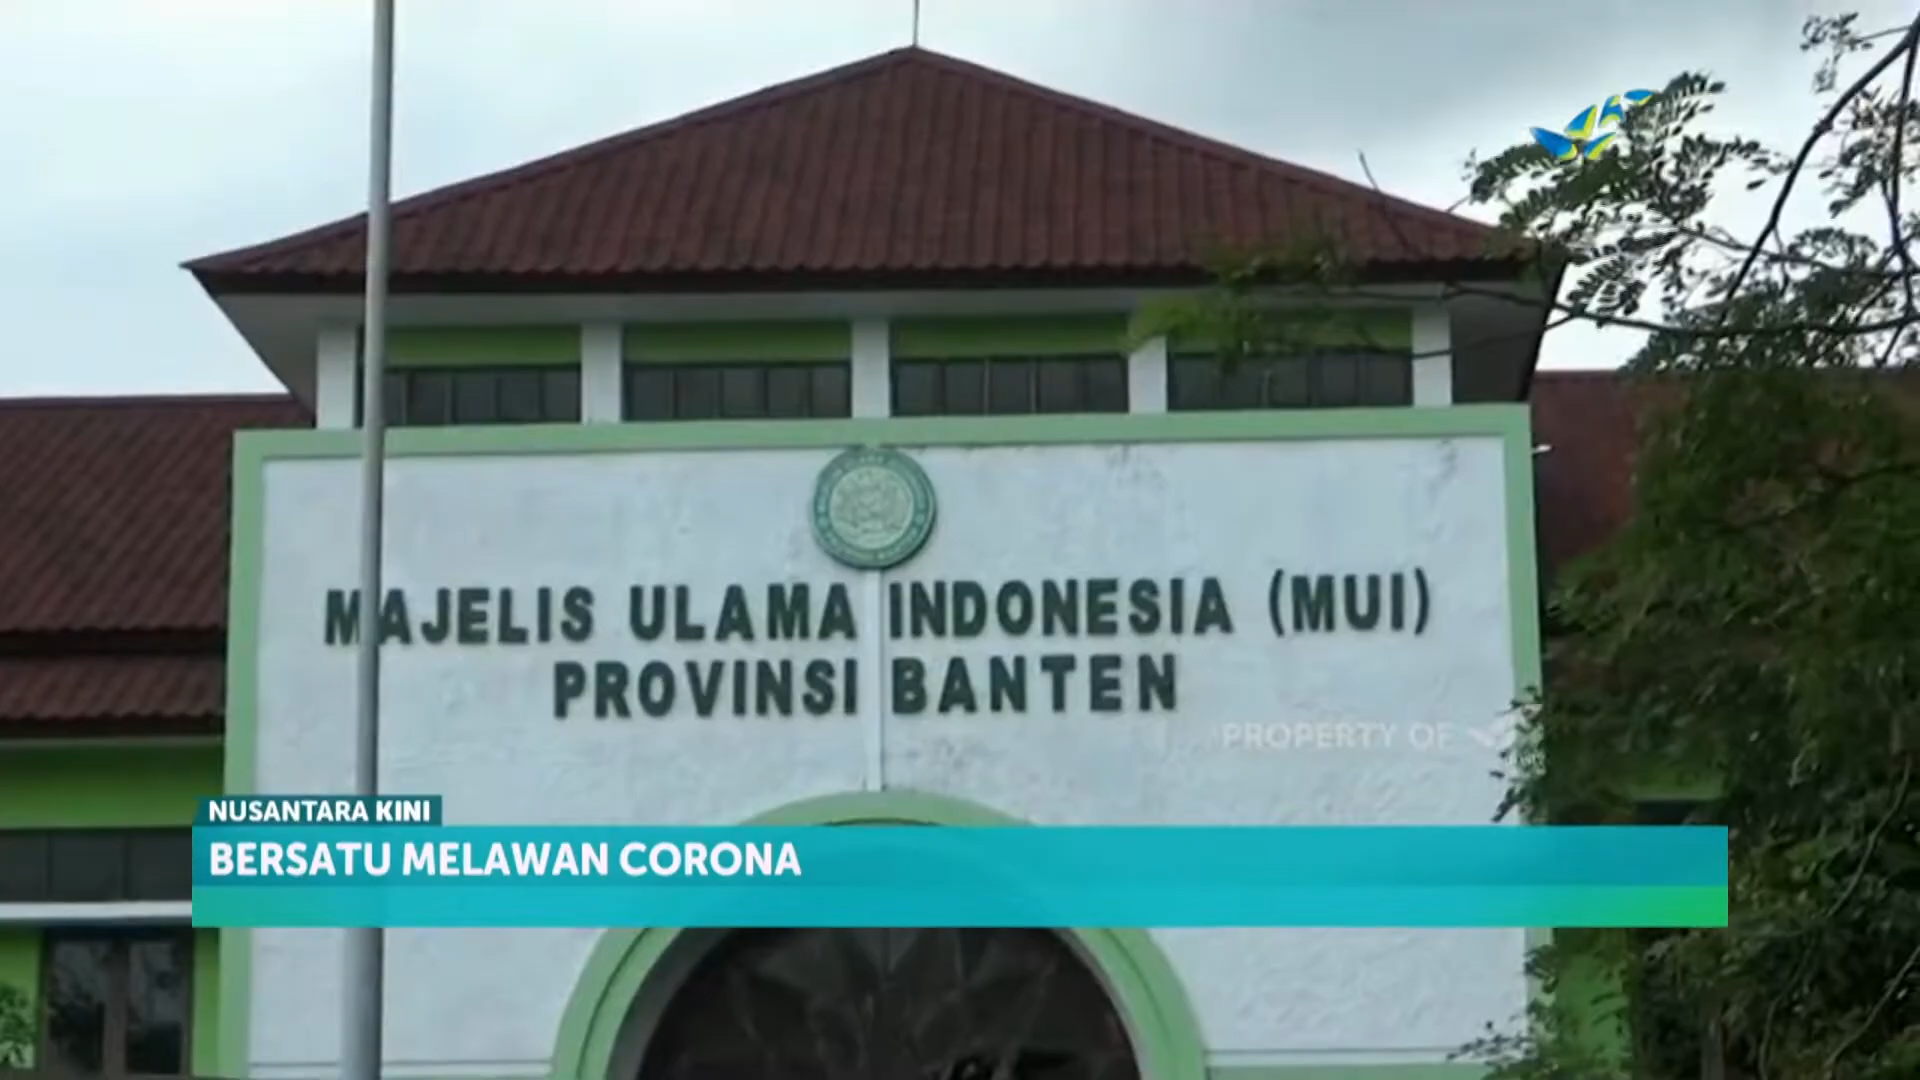 MAJELIS ULAMA INDONESIA (MUI)
PROVINSI BANTEN
PROPERTY OF
NUSANTARA KINI
BERSATU MELAWAN CORONA